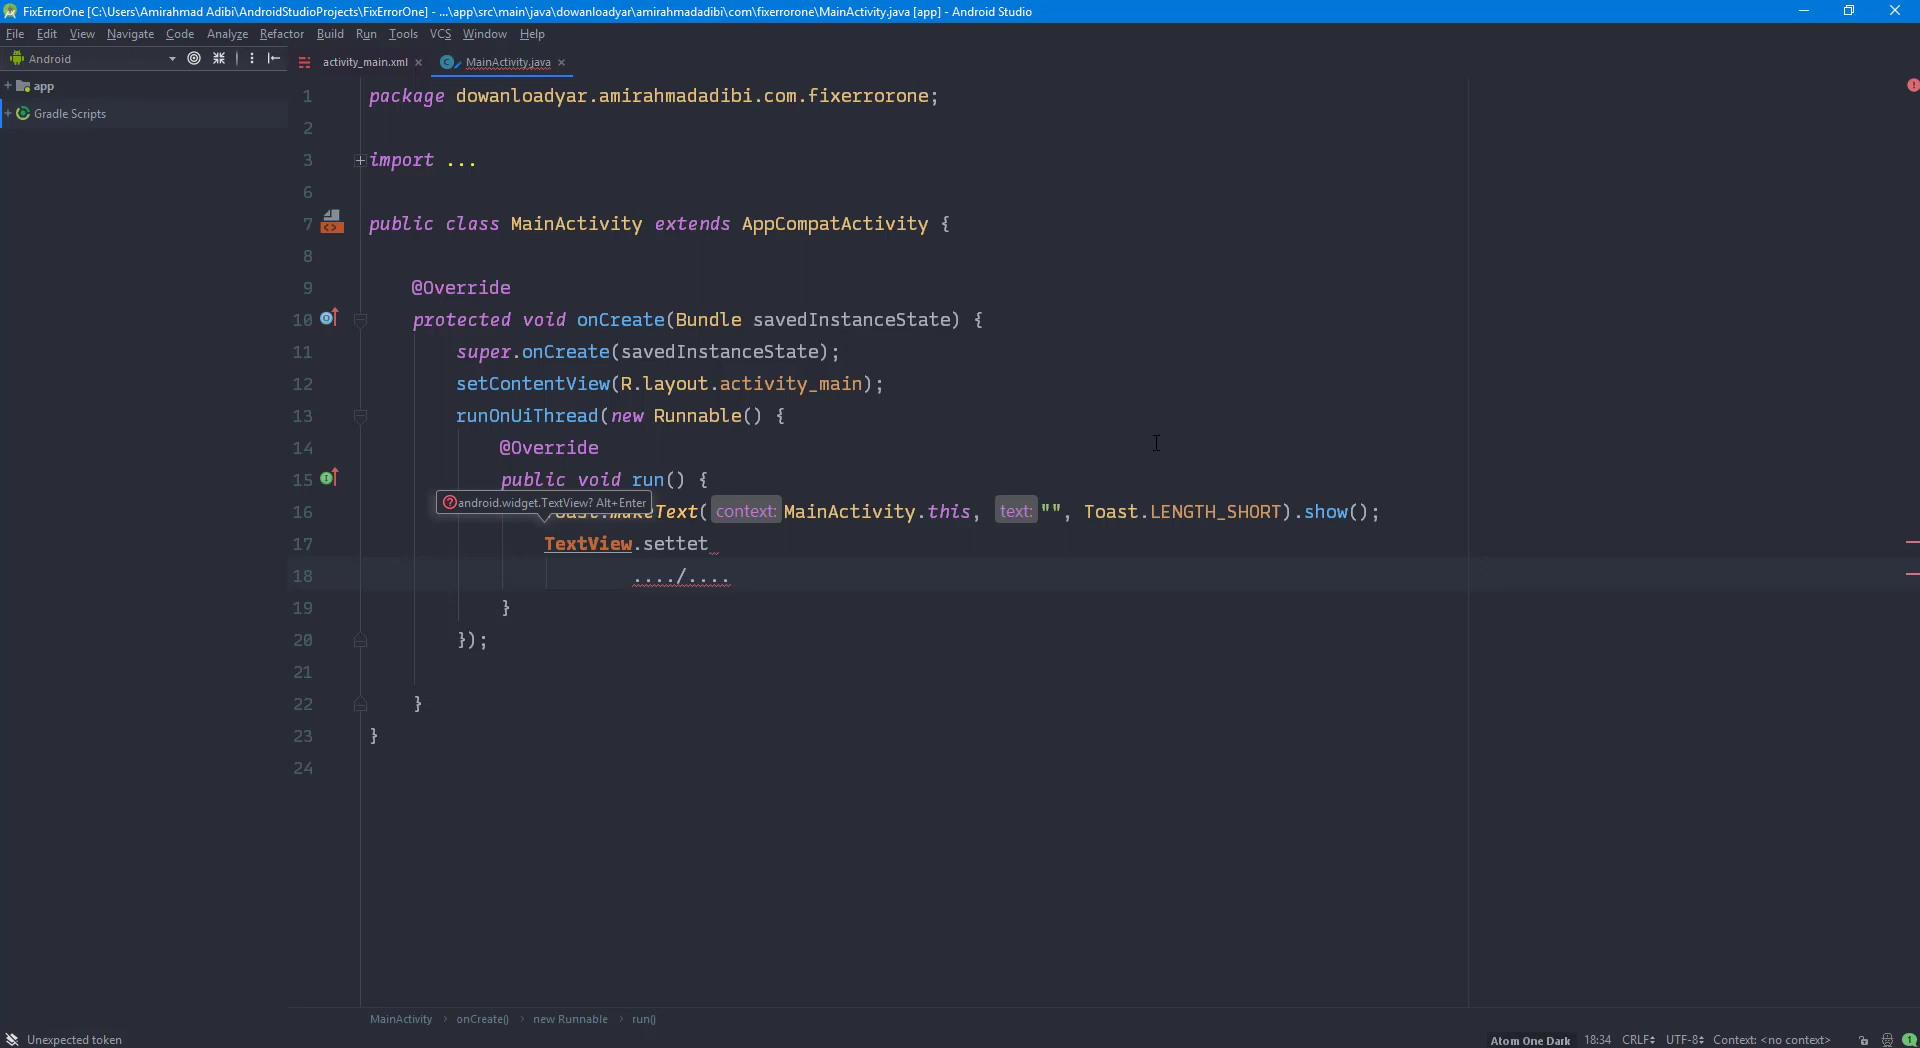 FixErrorOne [C:\Users\Amirahmad Adibi\AndroidStudioProjects\FixErrorOne] - ...\app\src\main\java\dowanloadyar\amirahmadadibi\com\fixerrorone\MainActivity.java [app] - Android Studio
File Edit View Navigate Code Analyze Refactor Build Run Tools VCS Window Help
Android
activity_main.xml
MainActivity.java
app
Gradle Scripts
1 package dowanloadyar.amirahmadadibi.com.fixerrorone;
2
3 import ...
6
7 public class MainActivity extends AppCompatActivity {
8
9 @Override
10 protected void onCreate(Bundle savedInstanceState) {
11 super.onCreate(savedInstanceState);
12 setContentView(R.layout.activity_main);
13 runOnUiThread(new Runnable() {
14 @Override
15 public void run() {
android.widget.TextView? Alt+Enter
16 Toast.makeText(context: MainActivity.this, text: "", Toast.LENGTH_SHORT).show();
17 TextView.settet
18 ..../....
19 }
20 });
21
22 }
23 }
24
MainActivity › onCreate() › new Runnable › run()
Unexpected token
Atom One Dark 18:34 CRLF UTF-8 Context: <no context> 1